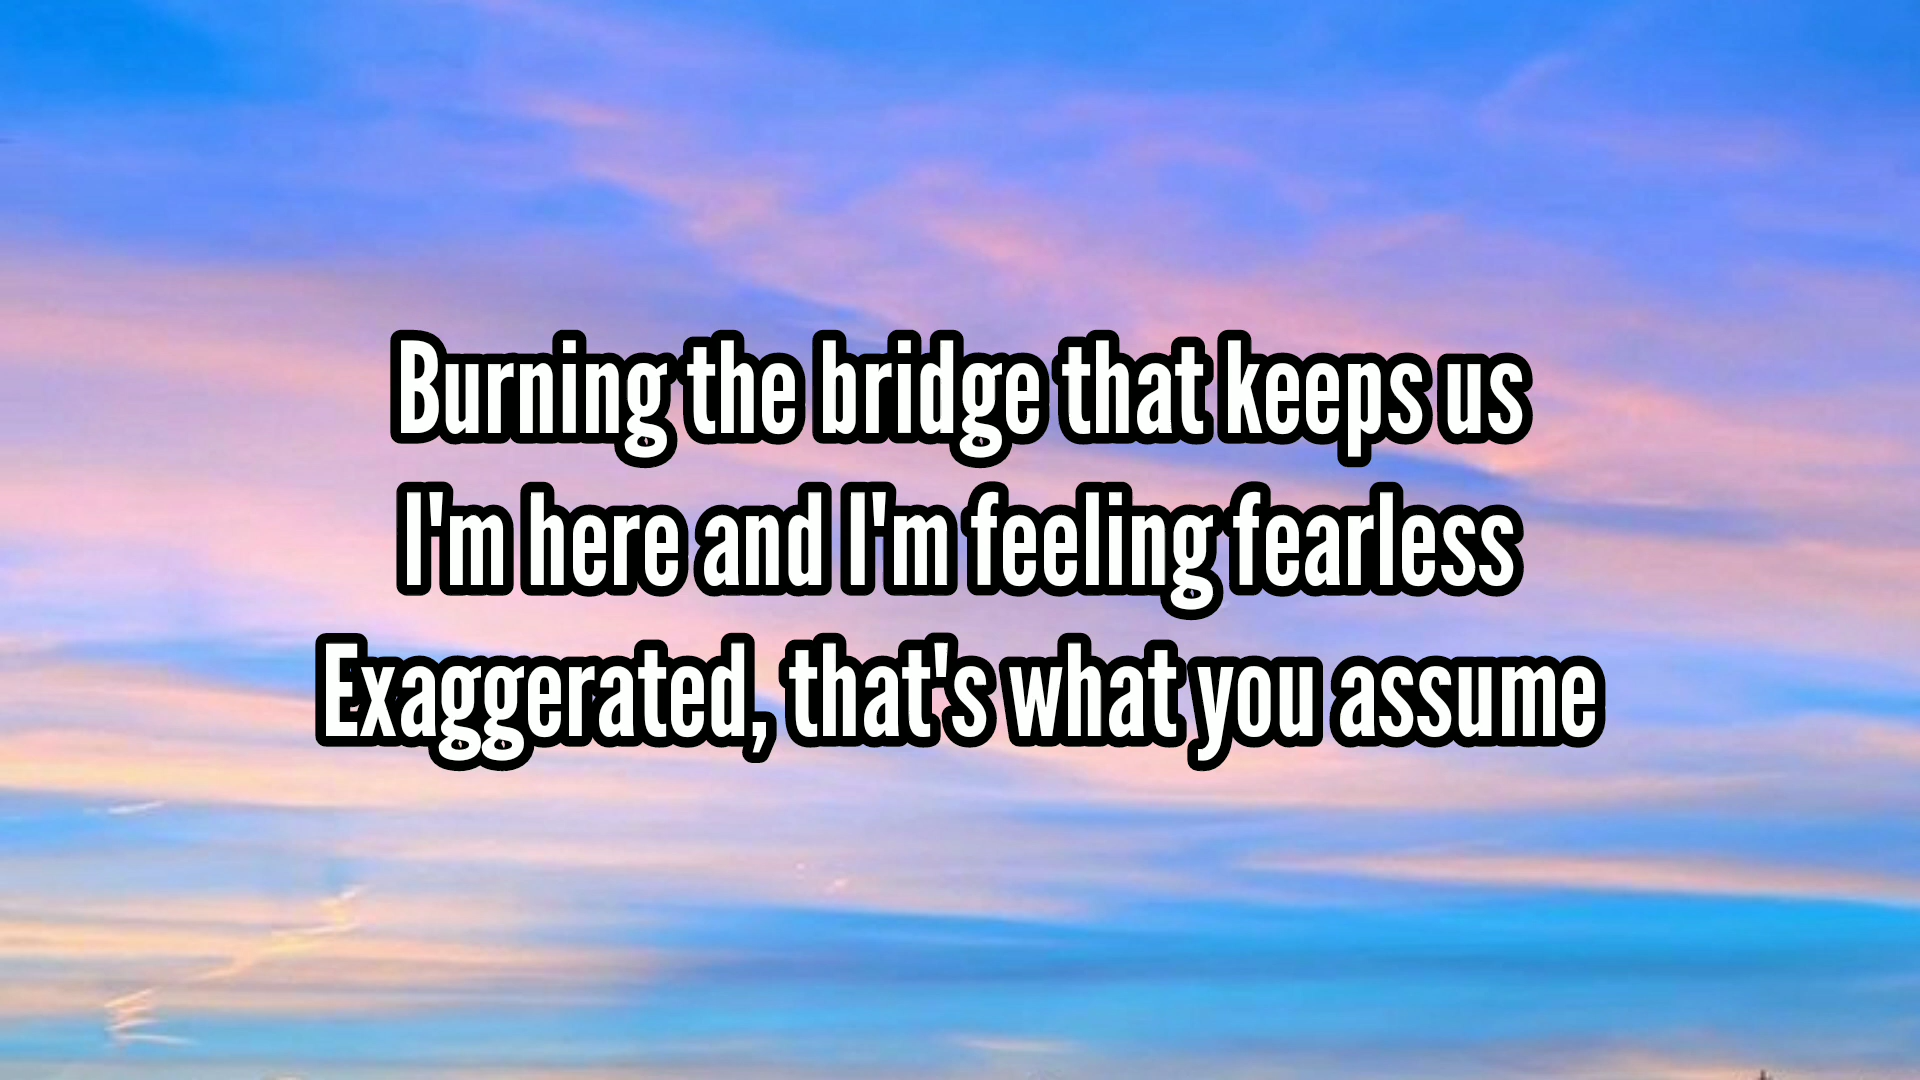 Burning the bridge that keeps us
I'm here and I'm feeling fearless
Exaggerated, that's what you assume